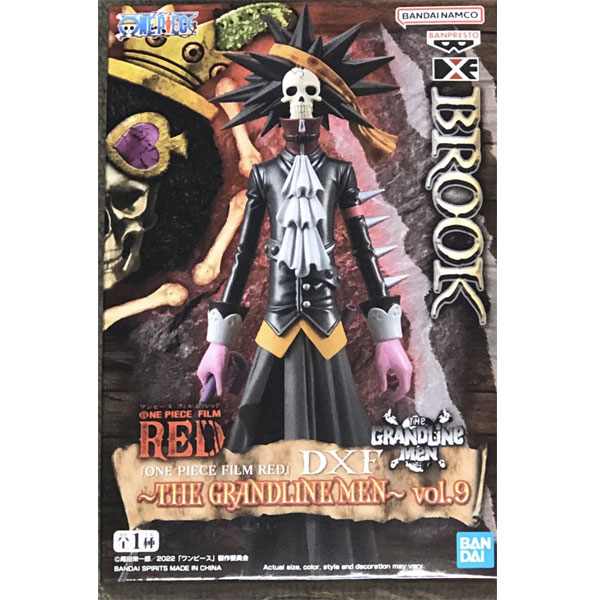 ONE PIECE
BANDAI NAMCO
BANPRESTO
DXF
BROOK
ワンピース フィルム レッド
ONE PIECE FILM
RED
THE
GRANDLINE
MEN
『ONE PIECE FILM RED』 DXF
~THE GRANDLINE MEN~ vol.9
全1種
©尾田栄一郎/2022「ワンピース」製作委員会
BANDAI SPIRITS MADE IN CHINA
Actual size, color, style and decoration may vary.
BAN
DAI